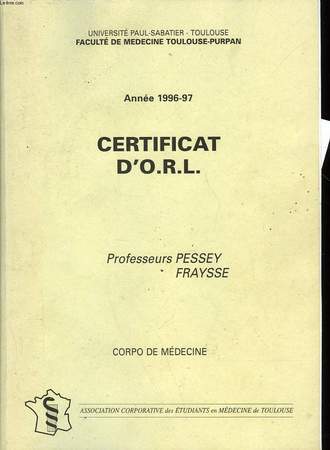 UNIVERSITÉ PAUL-SABATIER - TOULOUSE
FACULTÉ DE MEDECINE TOULOUSE-PURPAN
Année 1996-97
CERTIFICAT
D'O.R.L.
Professeurs PESSEY
FRAYSSE
CORPO DE MÉDECINE
ASSOCIATION CORPORATIVE des ÉTUDIANTS en MÉDECINE de TOULOUSE